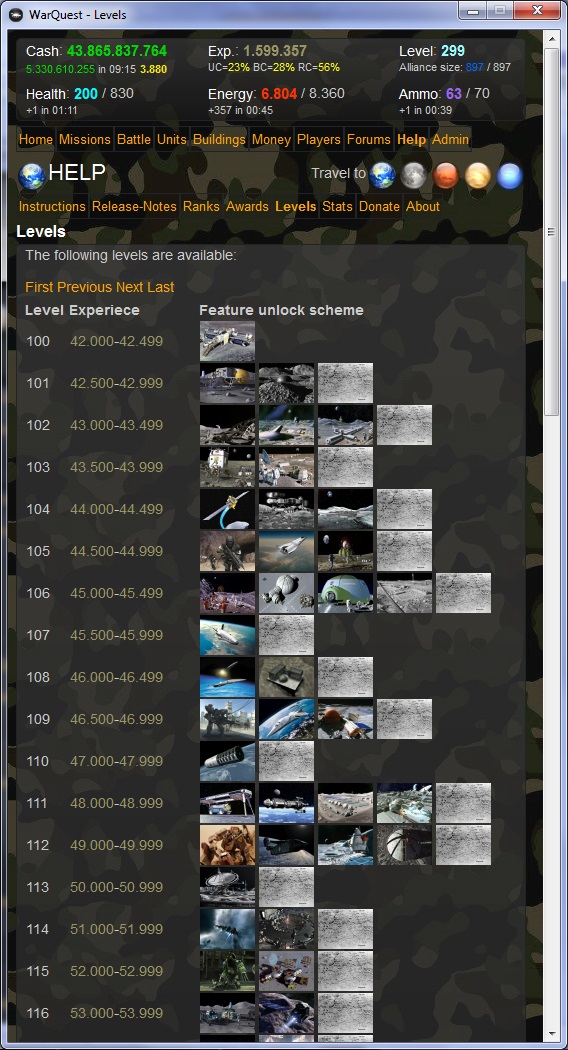 WarQuest - Levels
Cash: 43.865.837.764 Exp.: 1.599.357 Level: 299
5.330.610.255 in 09:15 3.880 UC=23% BC=28% RC=56% Alliance size: 897 / 897
Health: 200 / 830 Energy: 6.804 / 8.360 Ammo: 63 / 70
+1 in 01:11 +357 in 00:45 +1 in 00:39
Home Missions Battle Units Buildings Money Players Forums Help Admin
HELP Travel to
Instructions Release-Notes Ranks Awards Levels Stats Donate About
Levels
The following levels are available:
First Previous Next Last
Level Experiece Feature unlock scheme
100 42.000-42.499
101 42.500-42.999
102 43.000-43.499
103 43.500-43.999
104 44.000-44.499
105 44.500-44.999
106 45.000-45.499
107 45.500-45.999
108 46.000-46.499
109 46.500-46.999
110 47.000-47.999
111 48.000-48.999
112 49.000-49.999
113 50.000-50.999
114 51.000-51.999
115 52.000-52.999
116 53.000-53.999